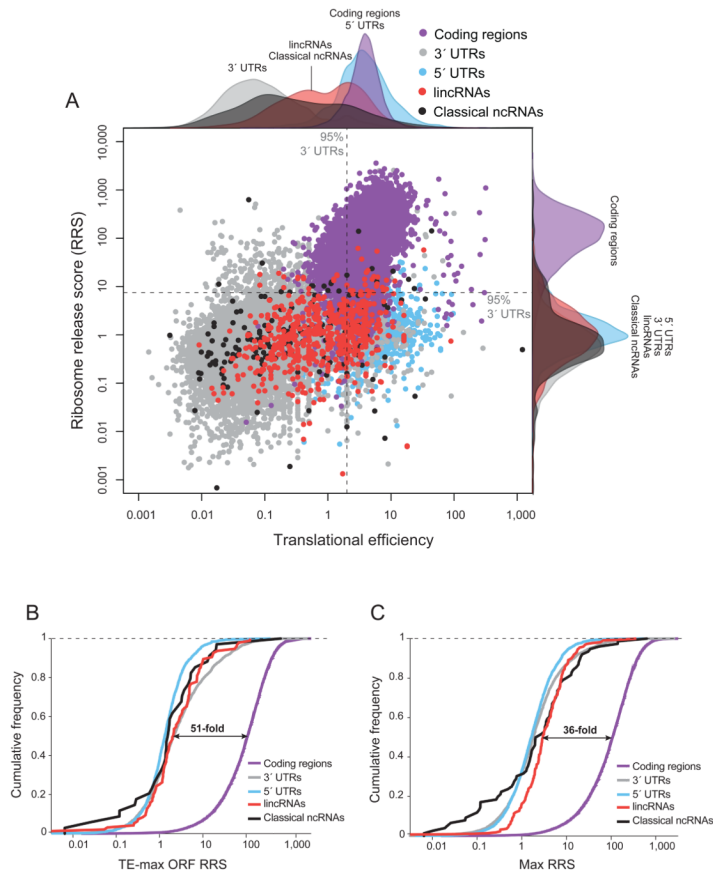 Coding regions
5´ UTRs
lincRNAs
Classical ncRNAs
3´ UTRs
Coding regions
3´ UTRs
5´ UTRs
lincRNAs
Classical ncRNAs
A
95%
3´ UTRs
95%
3´ UTRs
Ribosome release score (RRS)
10,000
1,000
100
10
1
0.1
0.01
0.001
0.001
0.01
0.1
1
10
100
1,000
Translational efficiency
Coding regions
5´ UTRs
3´ UTRs
lincRNAs
Classical ncRNAs
B
Cumulative frequency
1
0.8
0.6
0.4
0.2
0
51-fold
Coding regions
3´ UTRs
5´ UTRs
lincRNAs
Classical ncRNAs
0.01
0.1
1
10
100
1,000
TE-max ORF RRS
C
Cumulative frequency
1
0.8
0.6
0.4
0.2
0
36-fold
Coding regions
3´ UTRs
5´ UTRs
lincRNAs
Classical ncRNAs
0.01
0.1
1
10
100
1,000
Max RRS